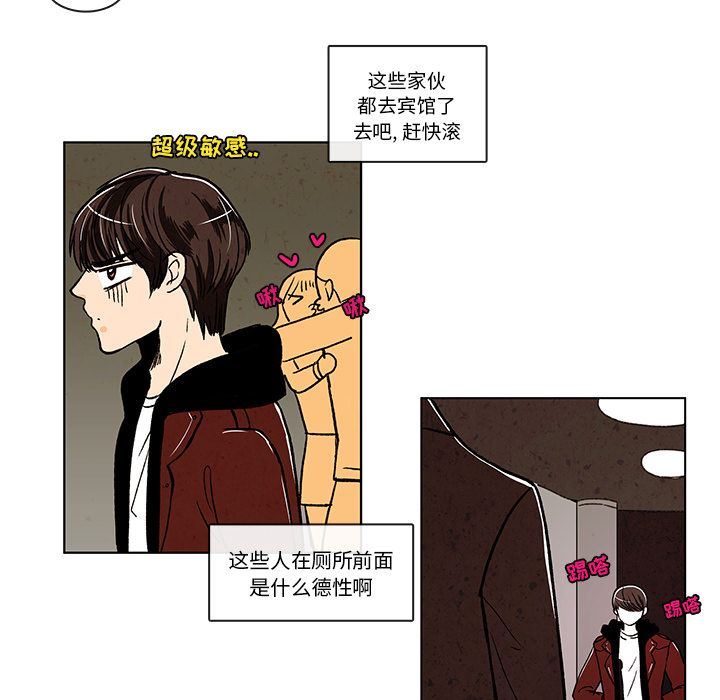 这些家伙
都去宾馆了
去吧, 赶快滚
超级敏感..
啾
啾
这些人在厕所前面
是什么德性啊
踢嗒
踢嗒